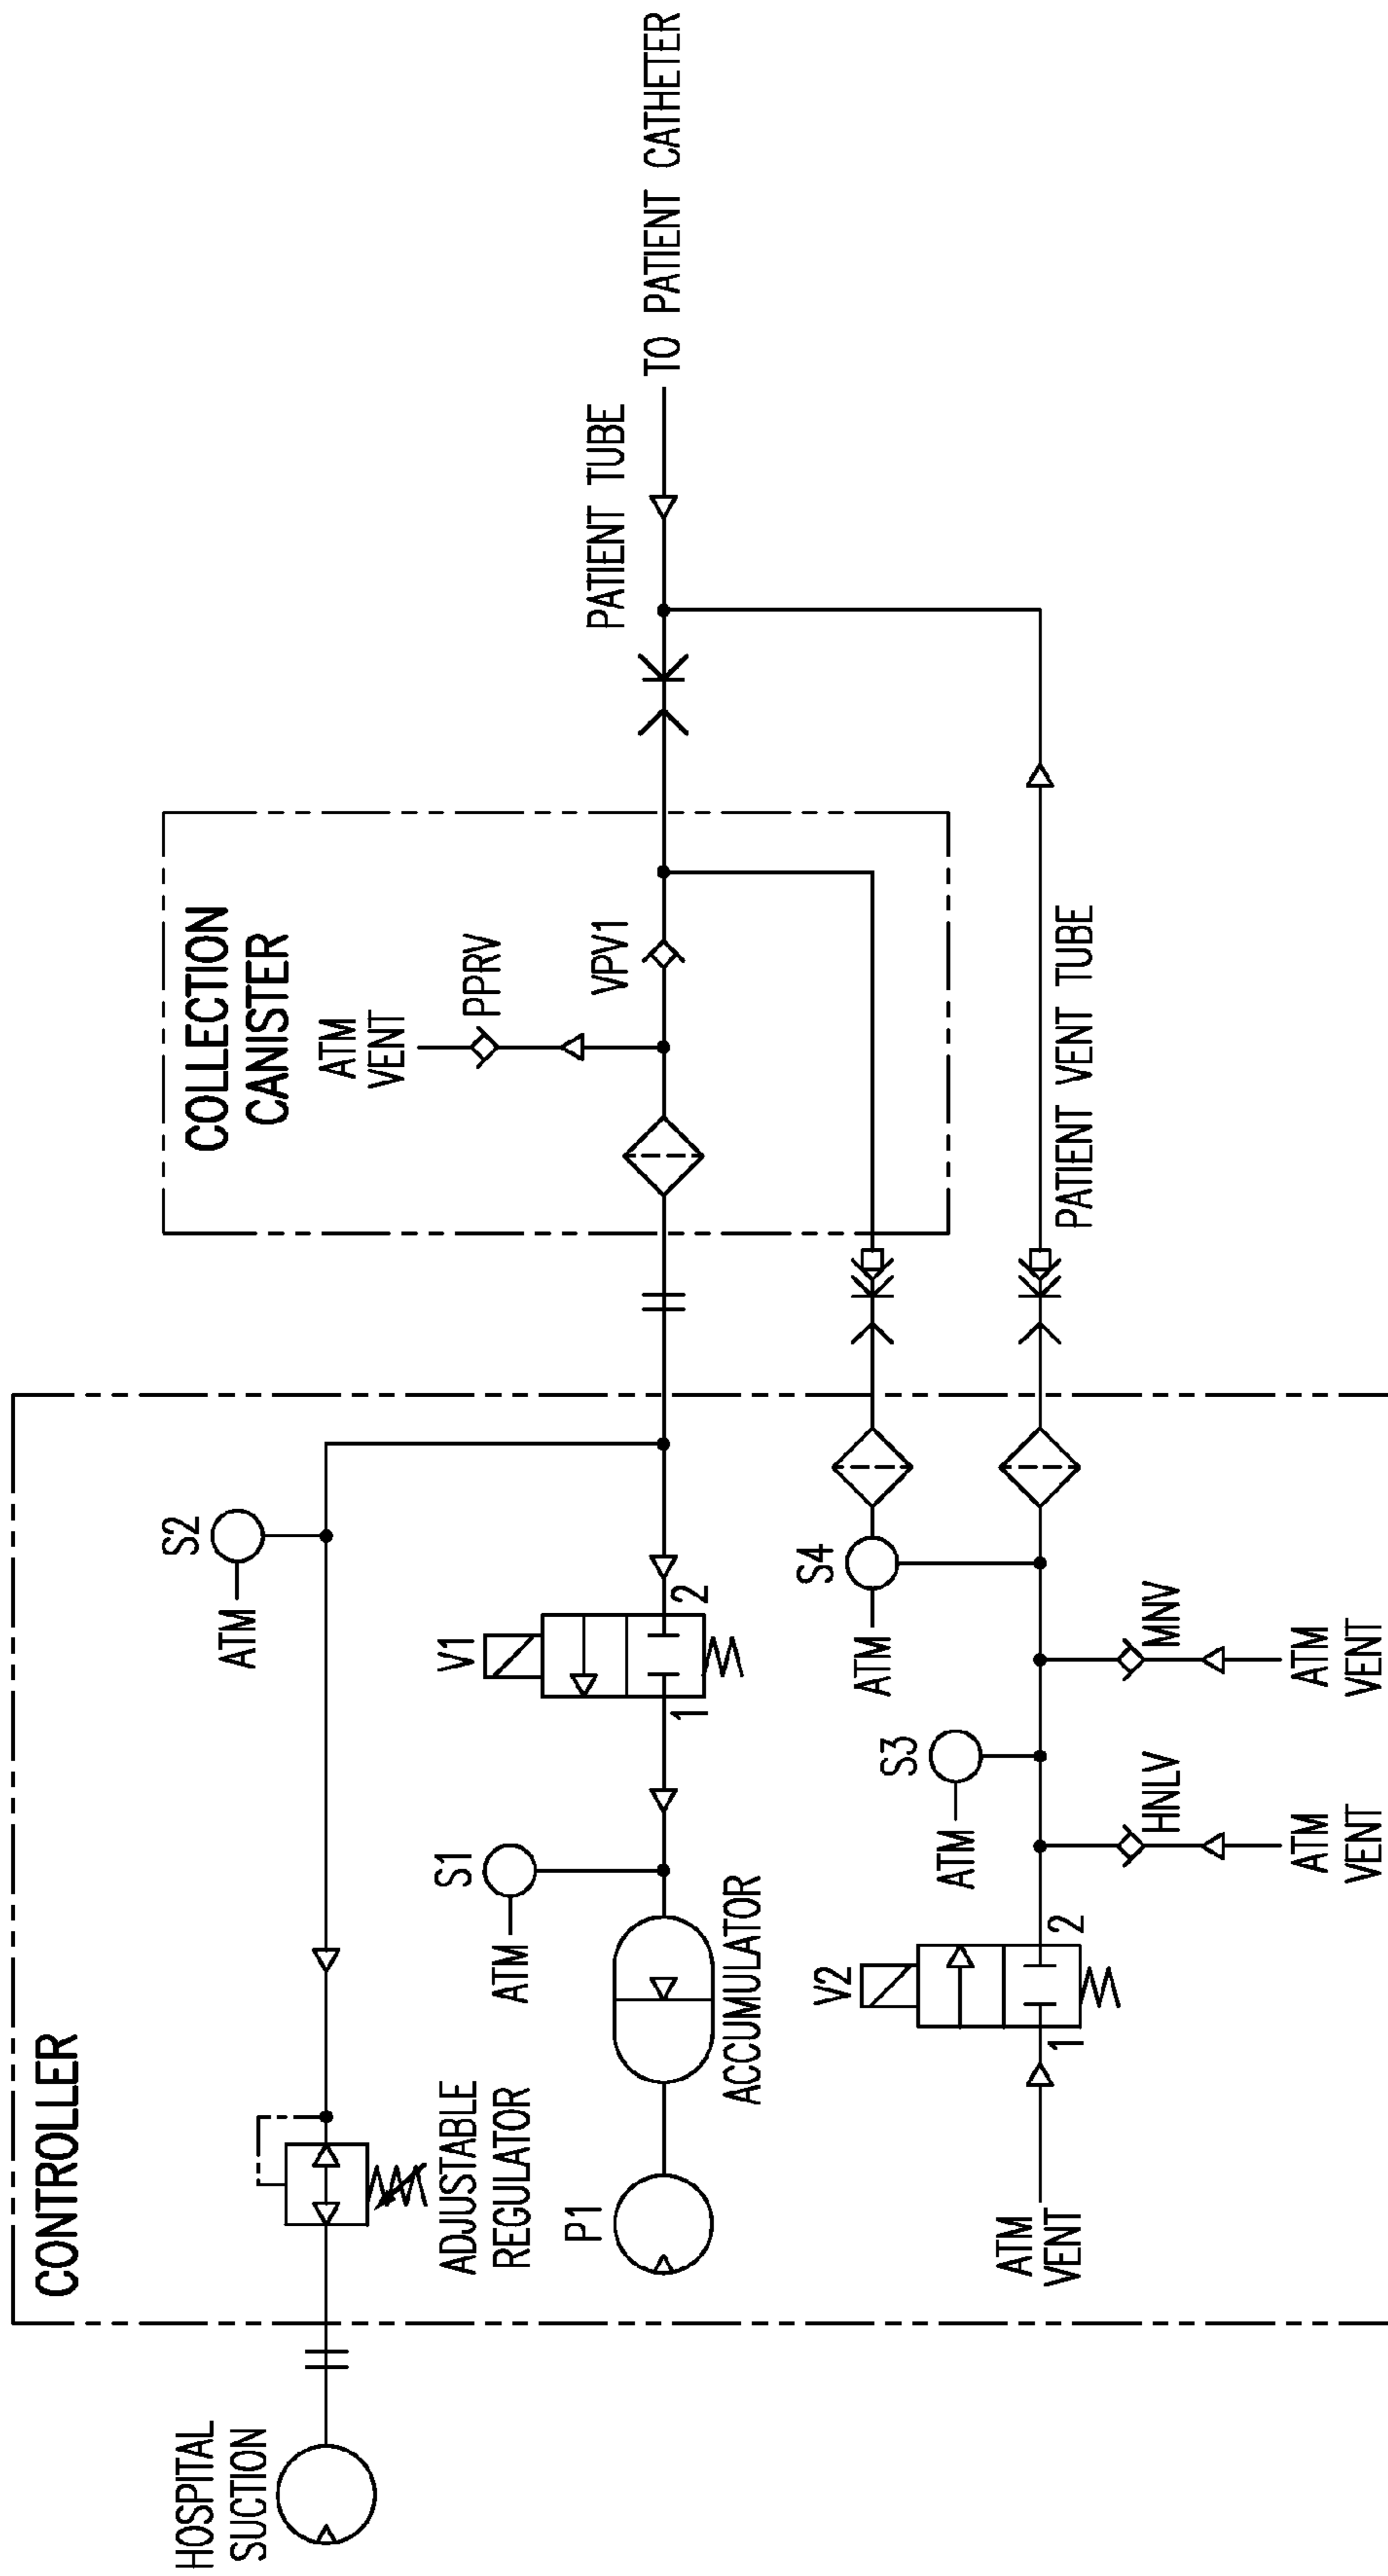 CONTROLLER
HOSPITAL
SUCTION
ADJUSTABLE
REGULATOR
S2
ATM
P1
ACCUMULATOR
S1
ATM
V1
1
2
COLLECTION
CANISTER
ATM
VENT
PPRV
VPV1
PATIENT TUBE
TO PATIENT CATHETER
ATM
VENT
V2
1
2
S3
ATM
HNLV
ATM
VENT
S4
ATM
MNV
ATM
VENT
PATIENT VENT TUBE